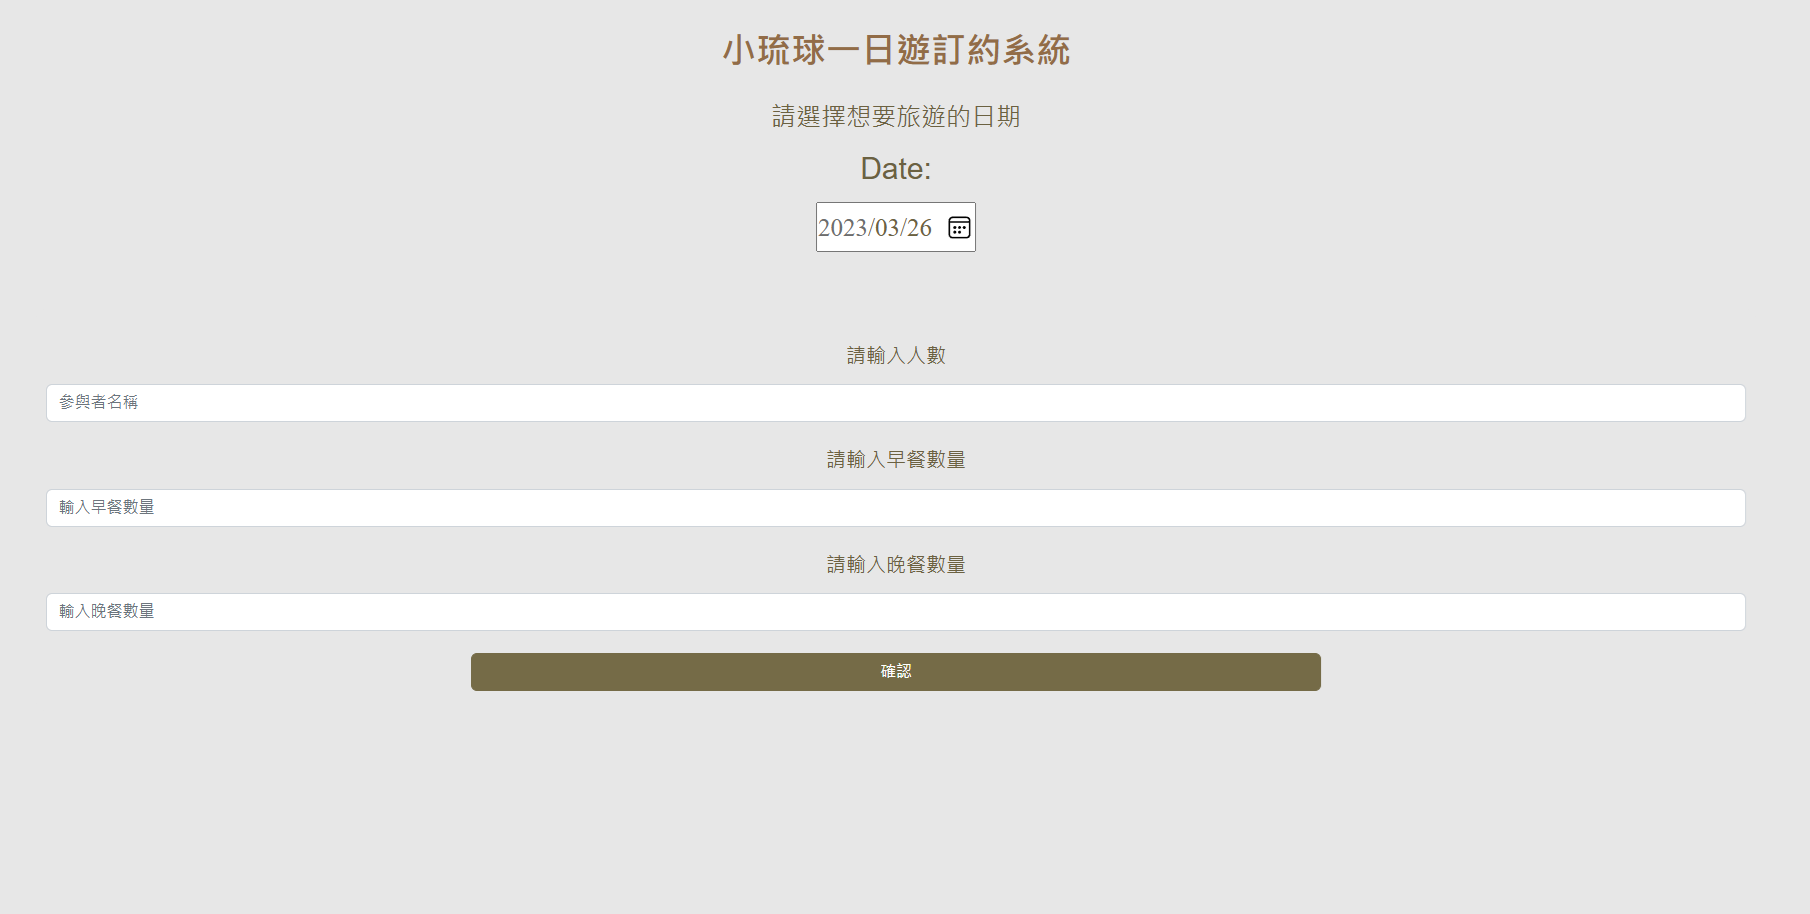 小琉球一日遊訂約系統
請選擇想要旅遊的日期
Date:
2023/03/26
請輸入人數
參與者名稱
請輸入早餐數量
輸入早餐數量
請輸入晚餐數量
輸入晚餐數量
確認